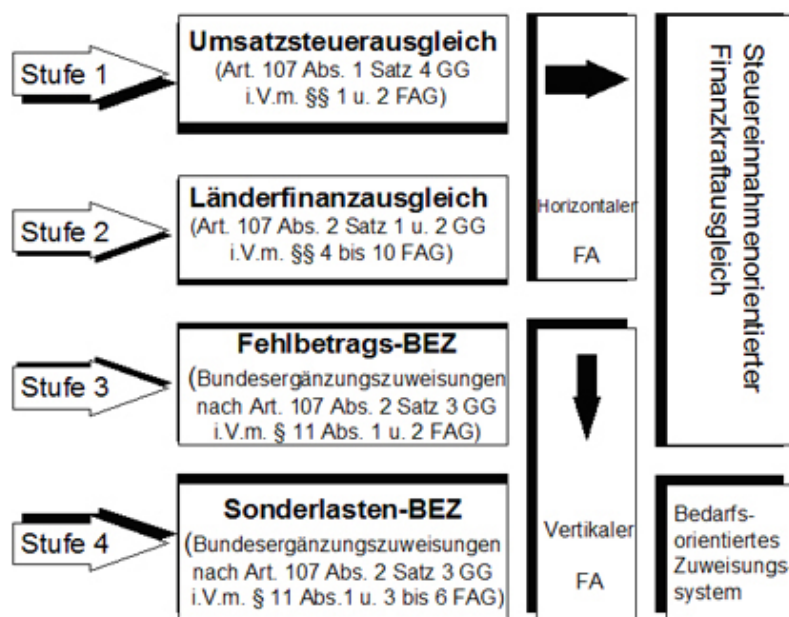 Stufe 1
Umsatzsteuerausgleich
(Art. 107 Abs. 1 Satz 4 GG
i.V.m. §§ 1 u. 2 FAG)
Stufe 2
Länderfinanzausgleich
(Art. 107 Abs. 2 Satz 1 u. 2 GG
i.V.m. §§ 4 bis 10 FAG)
Horizontaler
FA
Steuereinnahmenorientierter
Finanzkraftausgleich
Stufe 3
Fehlbetrags-BEZ
(Bundesergänzungszuweisungen
nach Art. 107 Abs. 2 Satz 3 GG
i.V.m. § 11 Abs. 1 u. 2 FAG)
Stufe 4
Sonderlasten-BEZ
(Bundesergänzungszuweisungen
nach Art. 107 Abs. 2 Satz 3 GG
i.V.m. § 11 Abs.1 u. 3 bis 6 FAG)
Vertikaler
FA
Bedarfs-
orientiertes
Zuweisungs-
system